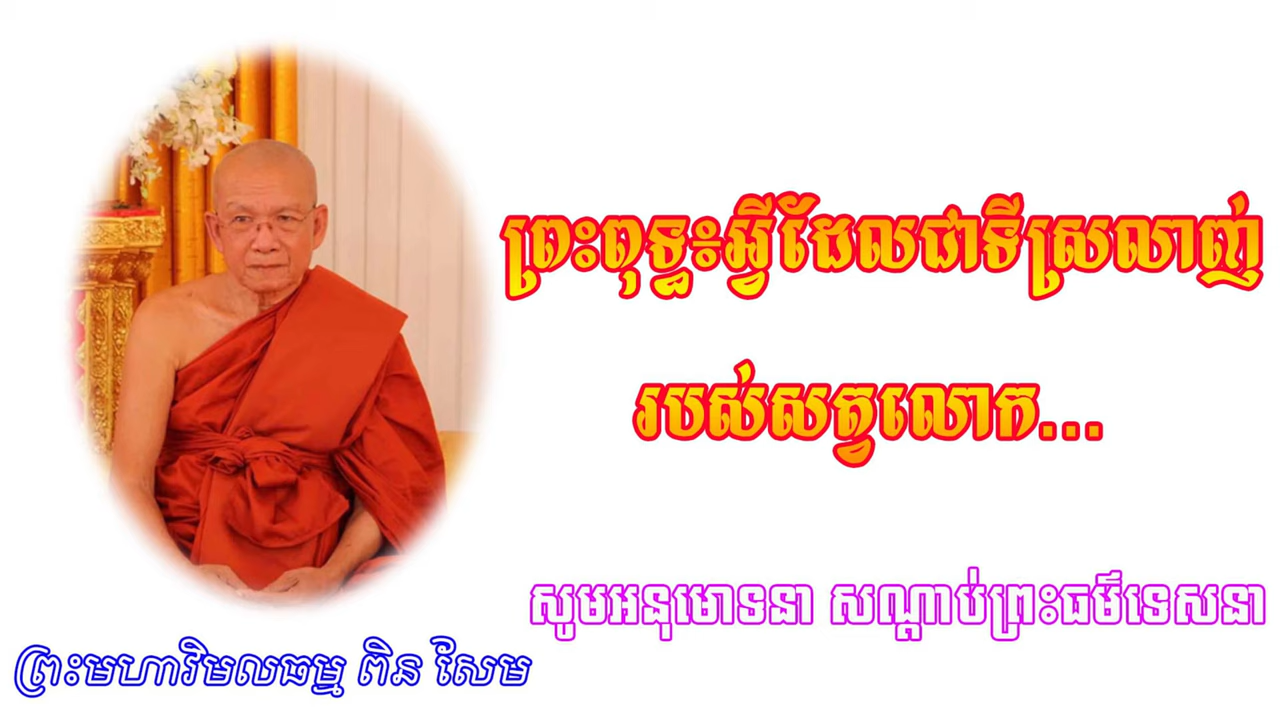 ព្រះពុទ្ធ៖អ្វីដែលជាទីស្រលាញ់
របស់សត្វលោក...
សូមអនុមោទនា សណ្ដាប់ព្រះធម៌ទេសនា
ព្រះមហាវិមលធម្ម ពិន សែម